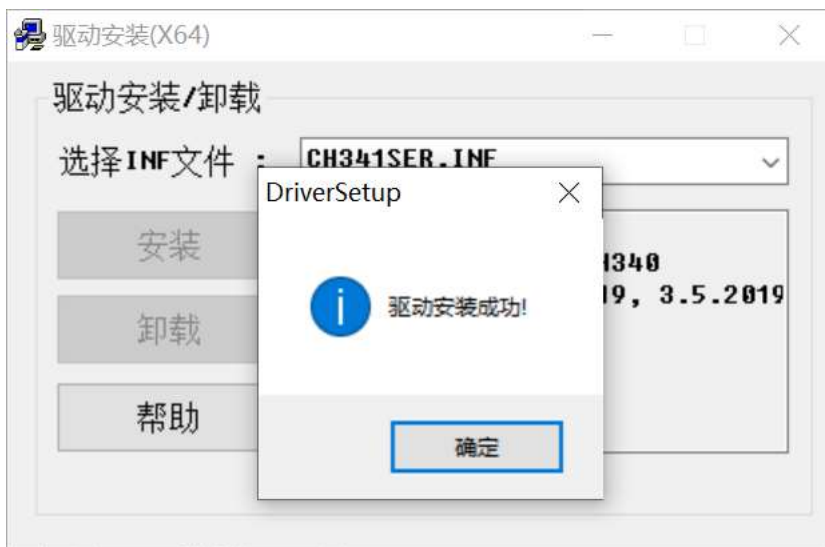 驱动安装(X64)
驱动安装/卸载
选择INF文件 :
CH341SER.INF
DriverSetup
安装
卸载
帮助
驱动安装成功!
确定
H340
19, 3.5.2019